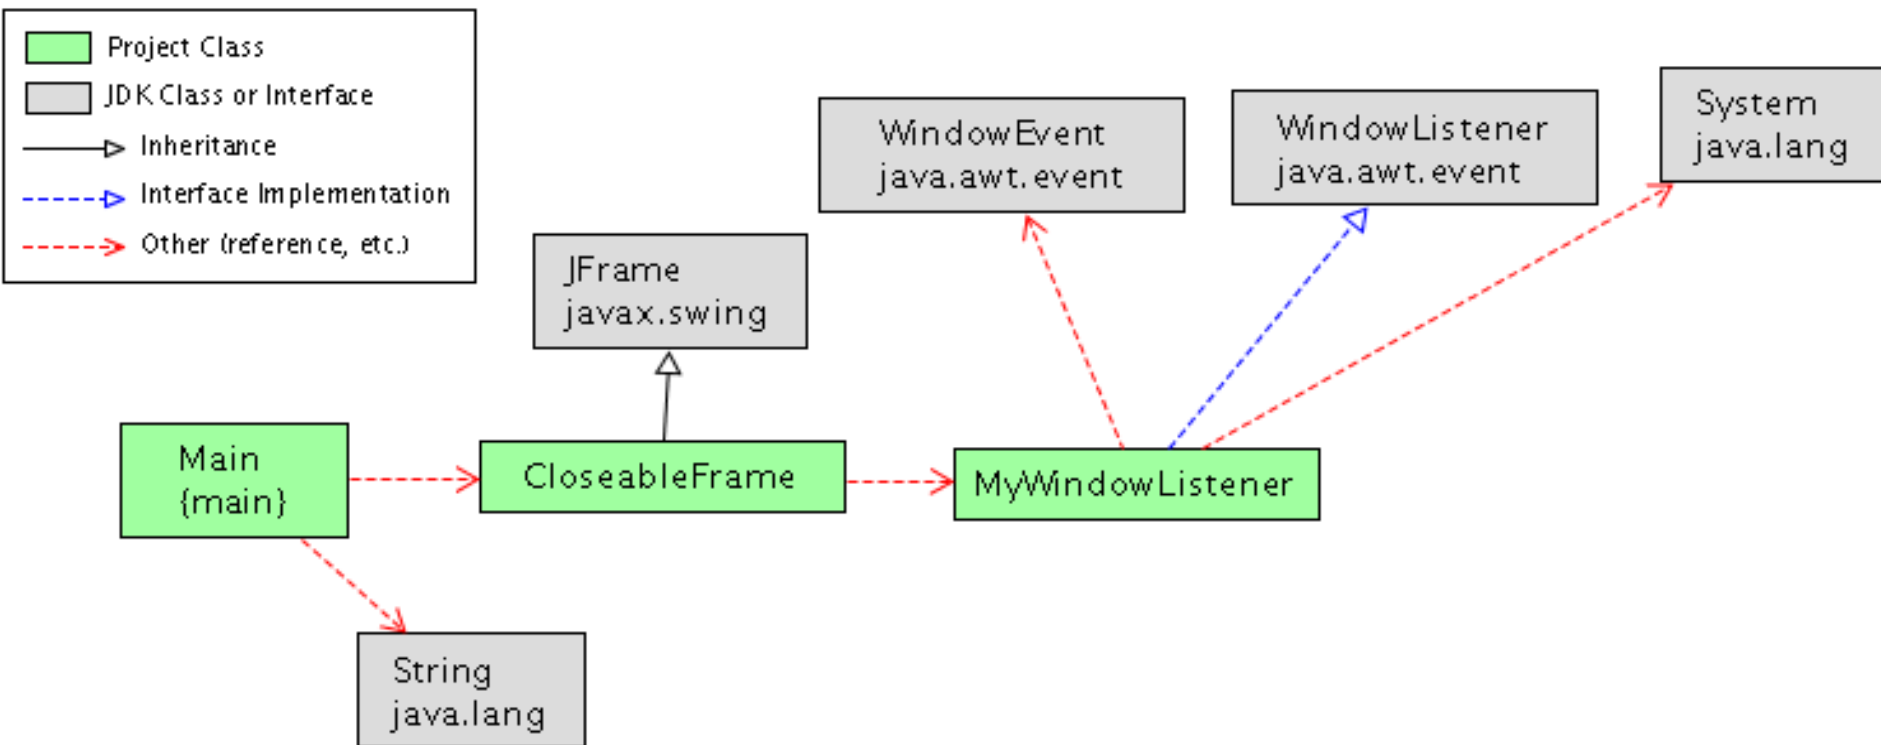 Project Class
JDK Class or Interface
Inheritance
Interface Implementation
Other (reference, etc.)
WindowEvent
java.awt.event
WindowListener
java.awt.event
System
java.lang
JFrame
javax.swing
Main
{main}
CloseableFrame
MyWindowListener
String
java.lang